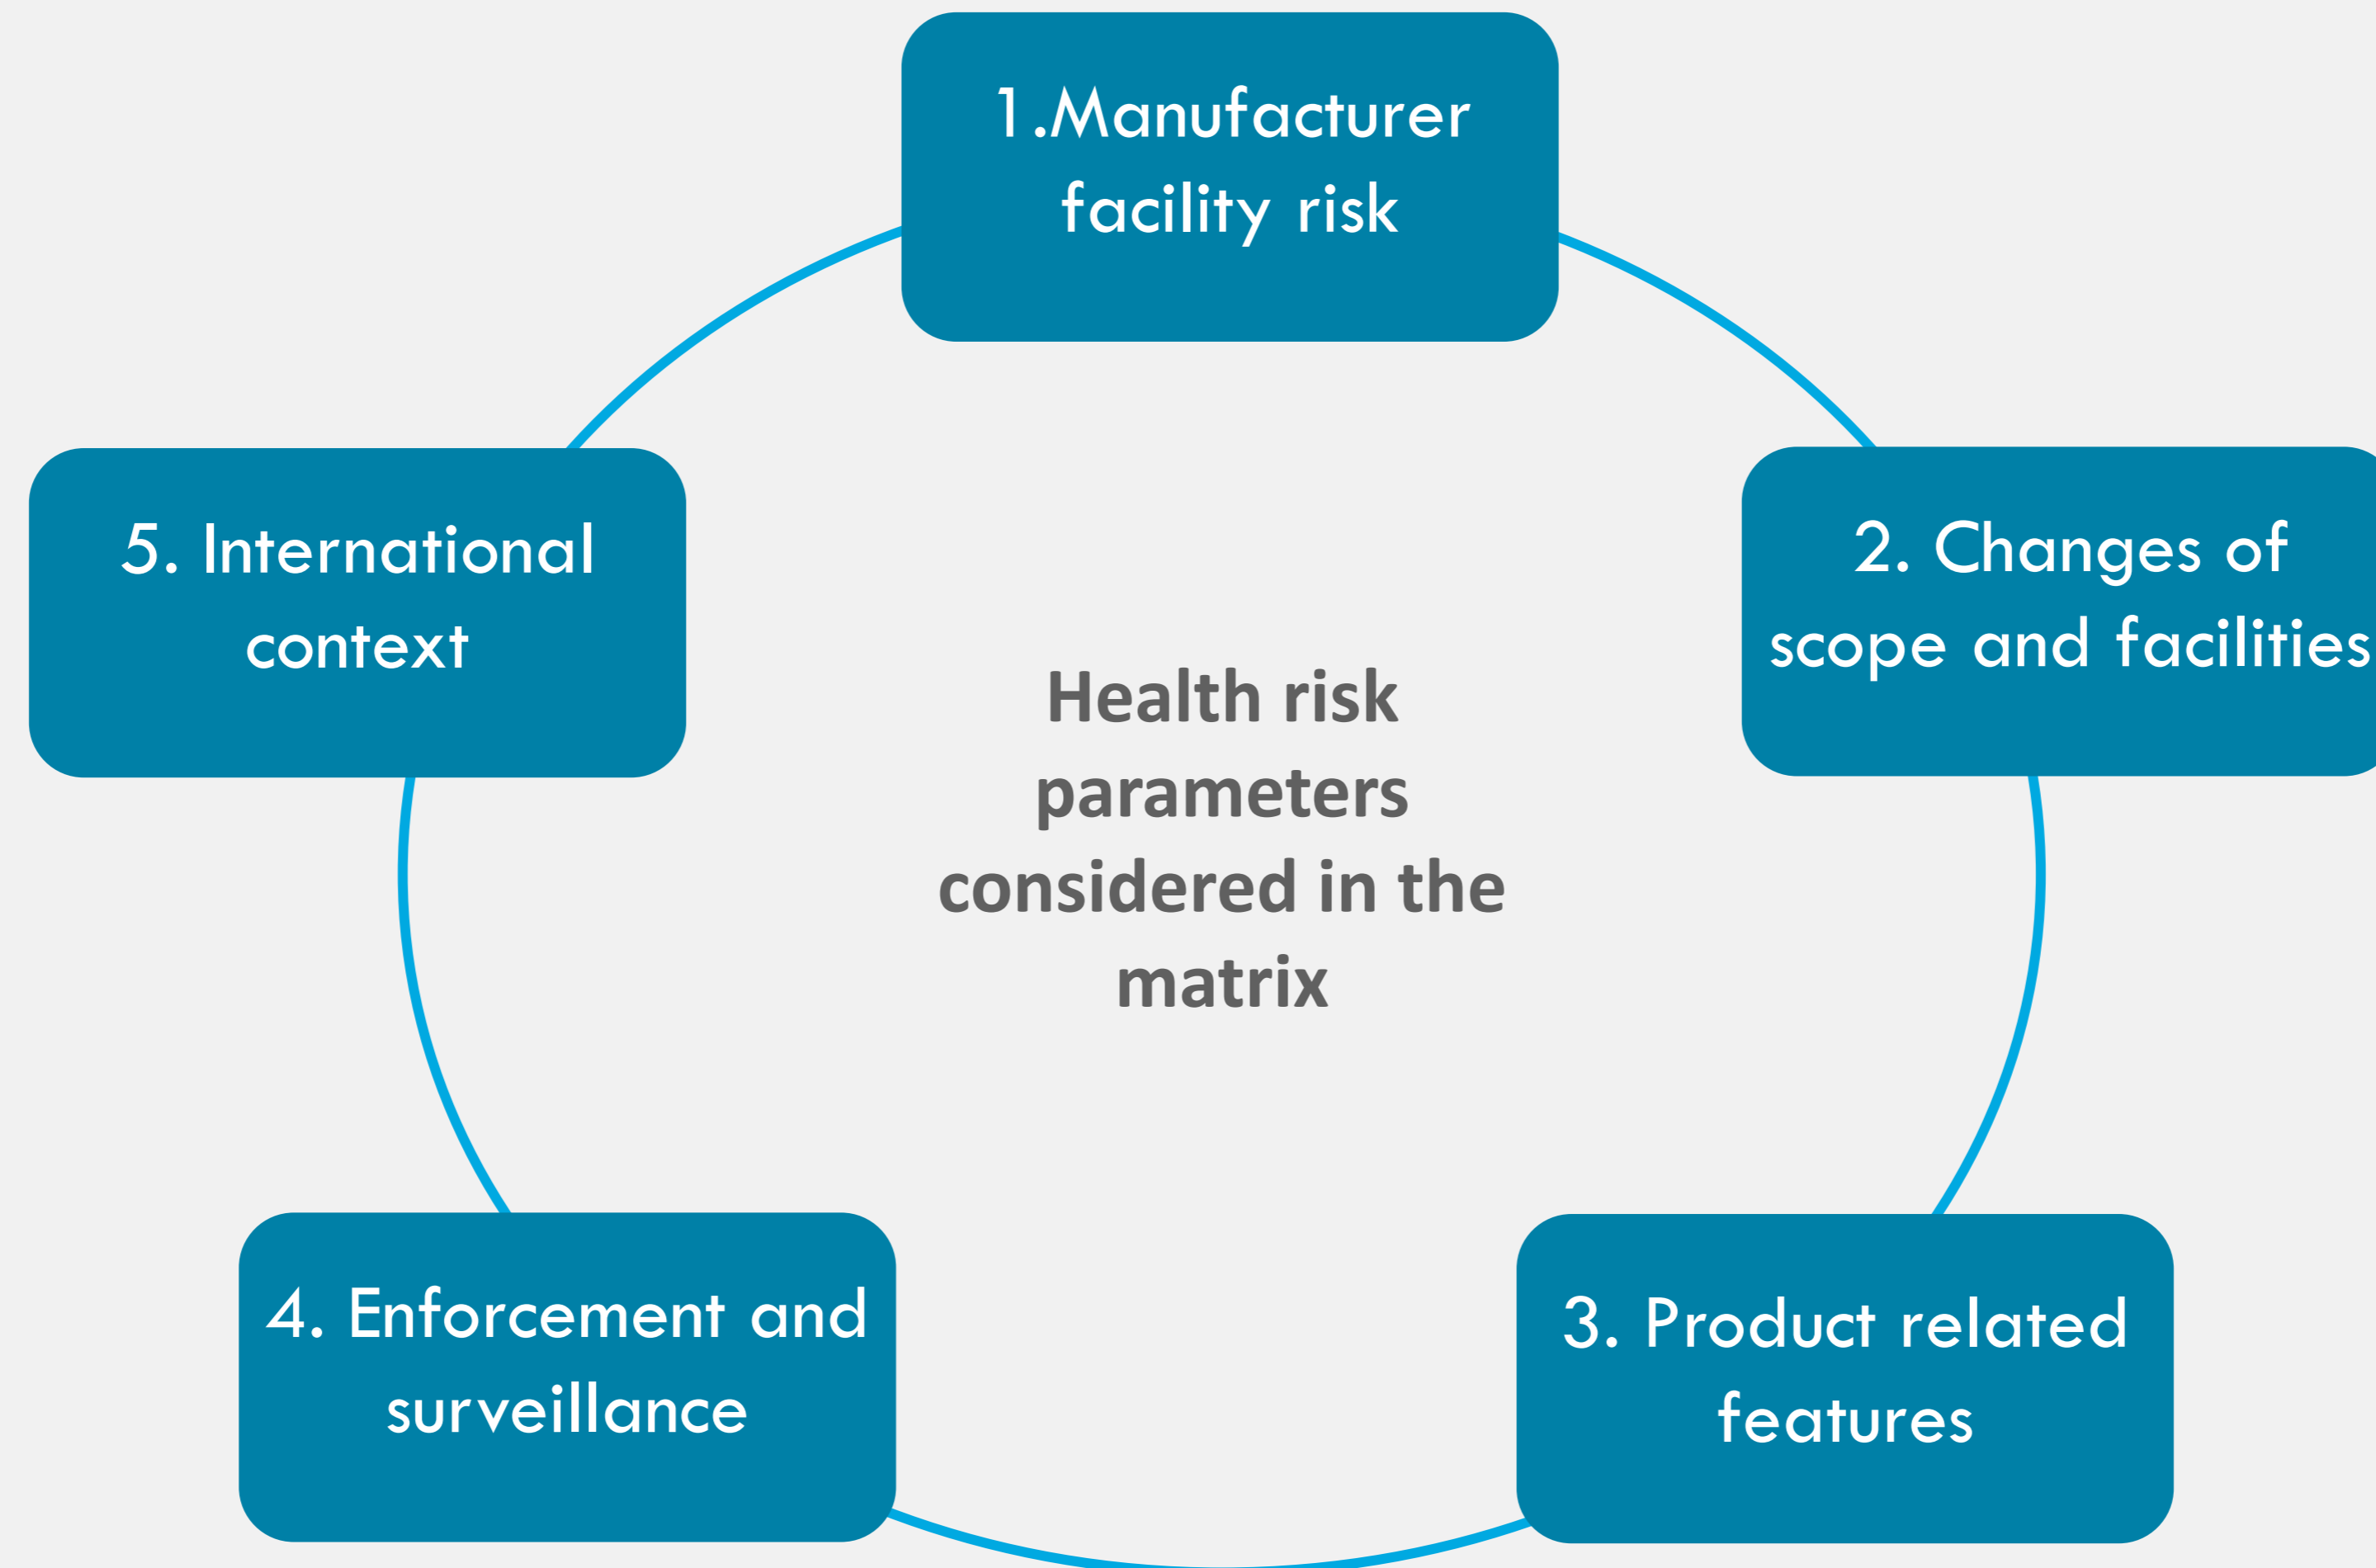 1.Manufacturer
facility risk
2. Changes of
scope and facilities
3. Product related
features
4. Enforcement and
surveillance
5. International
context
Health risk
parameters
considered in the
matrix